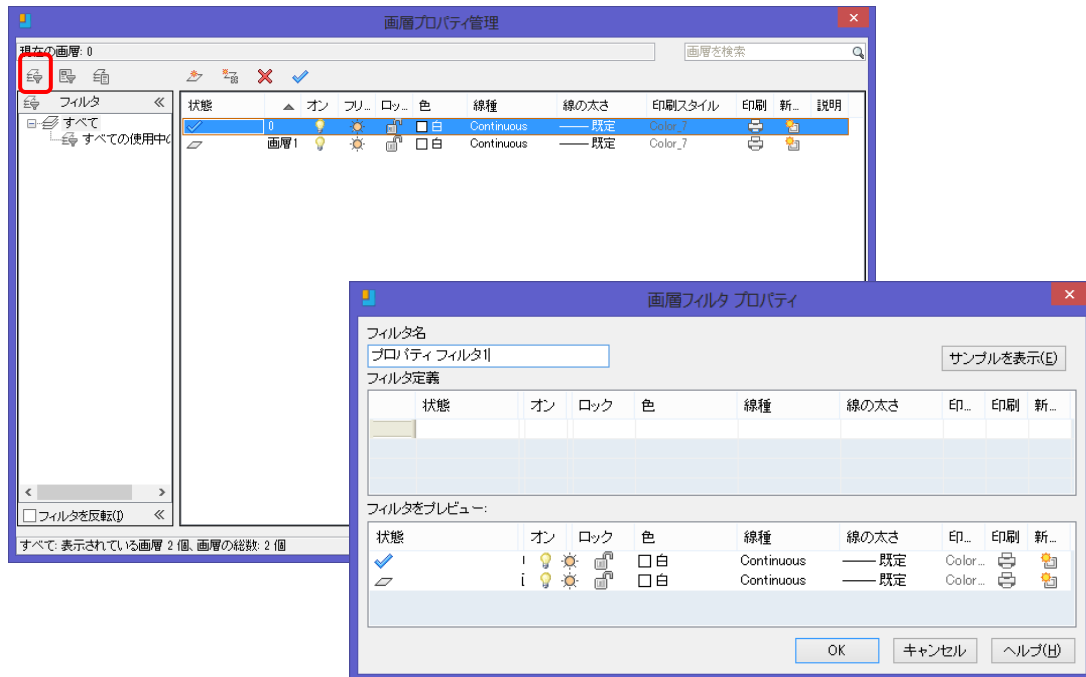 画層プロパティ管理
現在の画層: 0
画層を検索
フィルタ
すべて
すべての使用中の
フィルタを反転(I)
状態 オン フリ... ロッ... 色 線種 線の太さ 印刷スタイル 印刷 新... 説明
0 白 Continuous 既定 Color_7
画層1 白 Continuous 既定 Color_7
すべて: 表示されている画層 2 個、画層の総数: 2 個
画層フィルタ プロパティ
フィルタ名
プロパティ フィルタ1
サンプルを表示(E)
フィルタ定義
状態 オン ロック 色 線種 線の太さ 印... 印刷 新...
フィルタをプレビュー:
状態 オン ロック 色 線種 線の太さ 印... 印刷 新...
白 Continuous 既定 Color...
白 Continuous 既定 Color...
OK キャンセル ヘルプ(H)